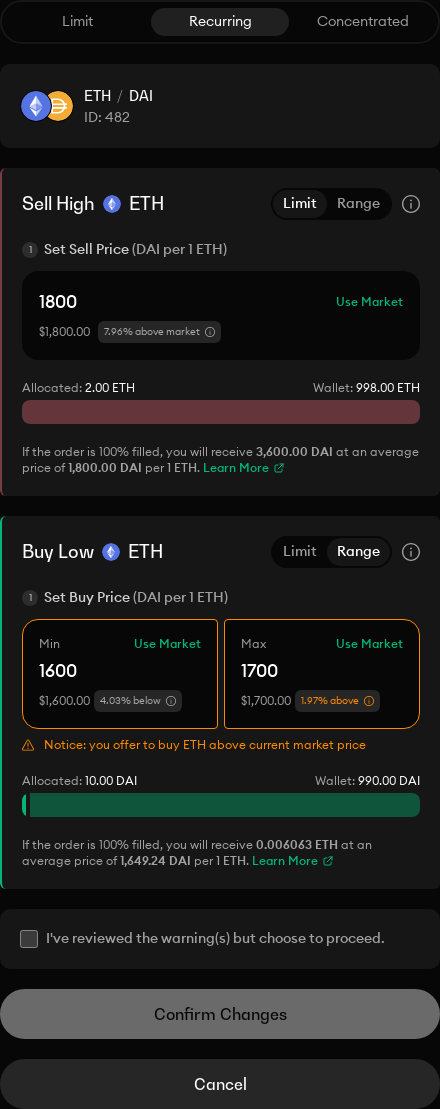 Limit Recurring Concentrated
ETH / DAI
ID: 482
Sell High ETH Limit Range
1 Set Sell Price (DAI per 1 ETH)
1800 Use Market
$1,800.00 7.96% above market
Allocated: 2.00 ETH Wallet: 998.00 ETH
If the order is 100% filled, you will receive 3,600.00 DAI at an average
price of 1,800.00 DAI per 1 ETH. Learn More
Buy Low ETH Limit Range
1 Set Buy Price (DAI per 1 ETH)
Min Use Market Max Use Market
1600 1700
$1,600.00 4.03% below $1,700.00 1.97% above
Notice: you offer to buy ETH above current market price
Allocated: 10.00 DAI Wallet: 990.00 DAI
If the order is 100% filled, you will receive 0.006063 ETH at an
average price of 1,649.24 DAI per 1 ETH. Learn More
I've reviewed the warning(s) but choose to proceed.
Confirm Changes
Cancel